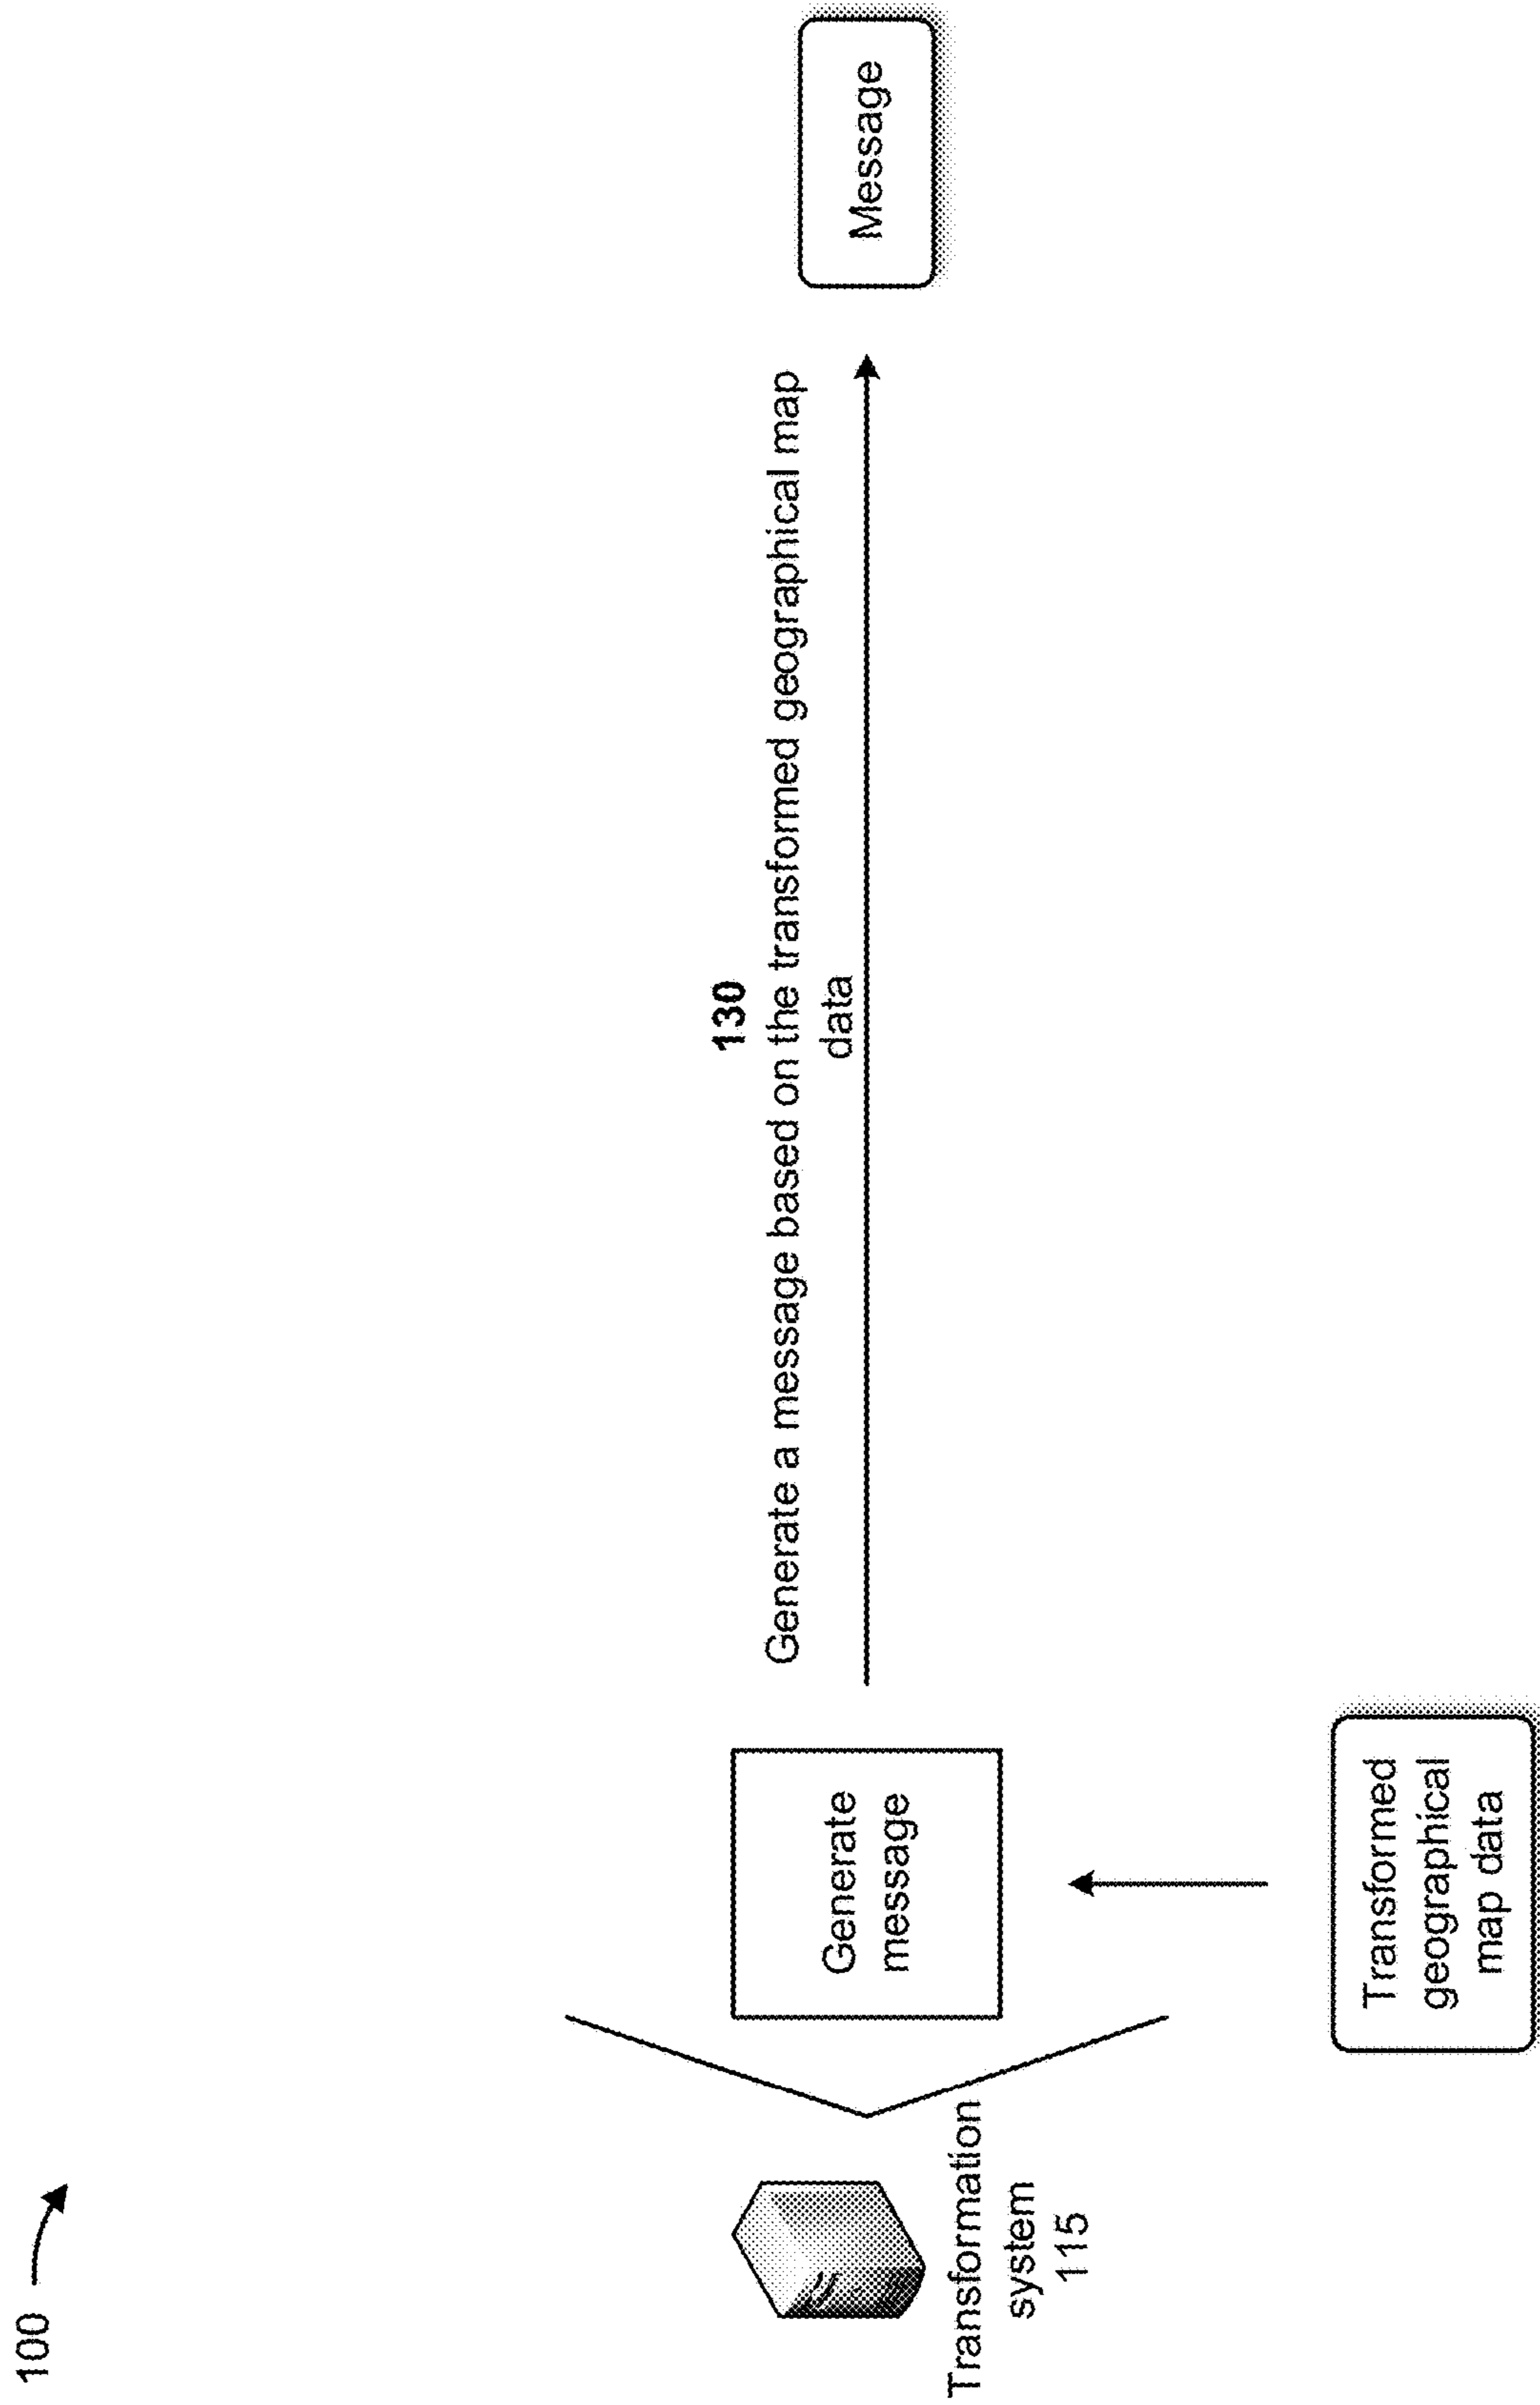 100
130
Generate a message based on the transformed geographical map
data
Message
Generate
message
Transformation
system
115
Transformed
geographical
map data